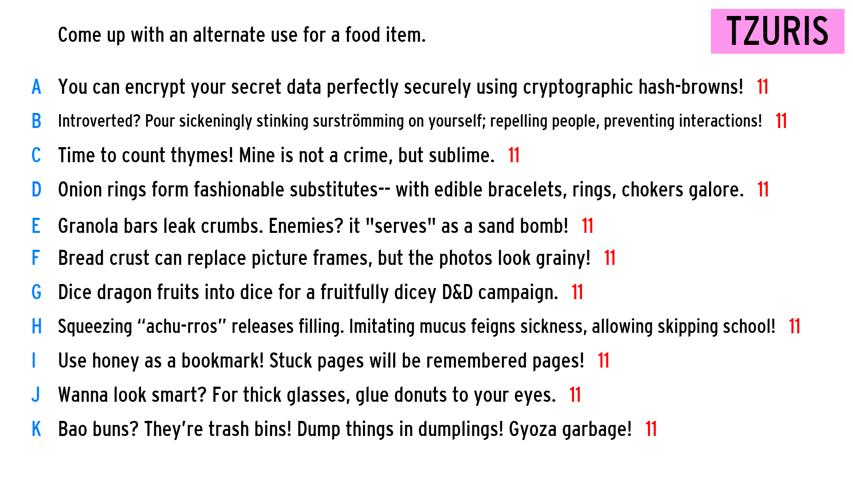 Come up with an alternate use for a food item.
TZURIS
A You can encrypt your secret data perfectly securely using cryptographic hash-browns! 11
B Introverted? Pour sickeningly stinking surströmming on yourself; repelling people, preventing interactions! 11
C Time to count thymes! Mine is not a crime, but sublime. 11
D Onion rings form fashionable substitutes-- with edible bracelets, rings, chokers galore. 11
E Granola bars leak crumbs. Enemies? it "serves" as a sand bomb! 11
F Bread crust can replace picture frames, but the photos look grainy! 11
G Dice dragon fruits into dice for a fruitfully dicey D&D campaign. 11
H Squeezing “achu-rros” releases filling. Imitating mucus feigns sickness, allowing skipping school! 11
I Use honey as a bookmark! Stuck pages will be remembered pages! 11
J Wanna look smart? For thick glasses, glue donuts to your eyes. 11
K Bao buns? They’re trash bins! Dump things in dumplings! Gyoza garbage! 11